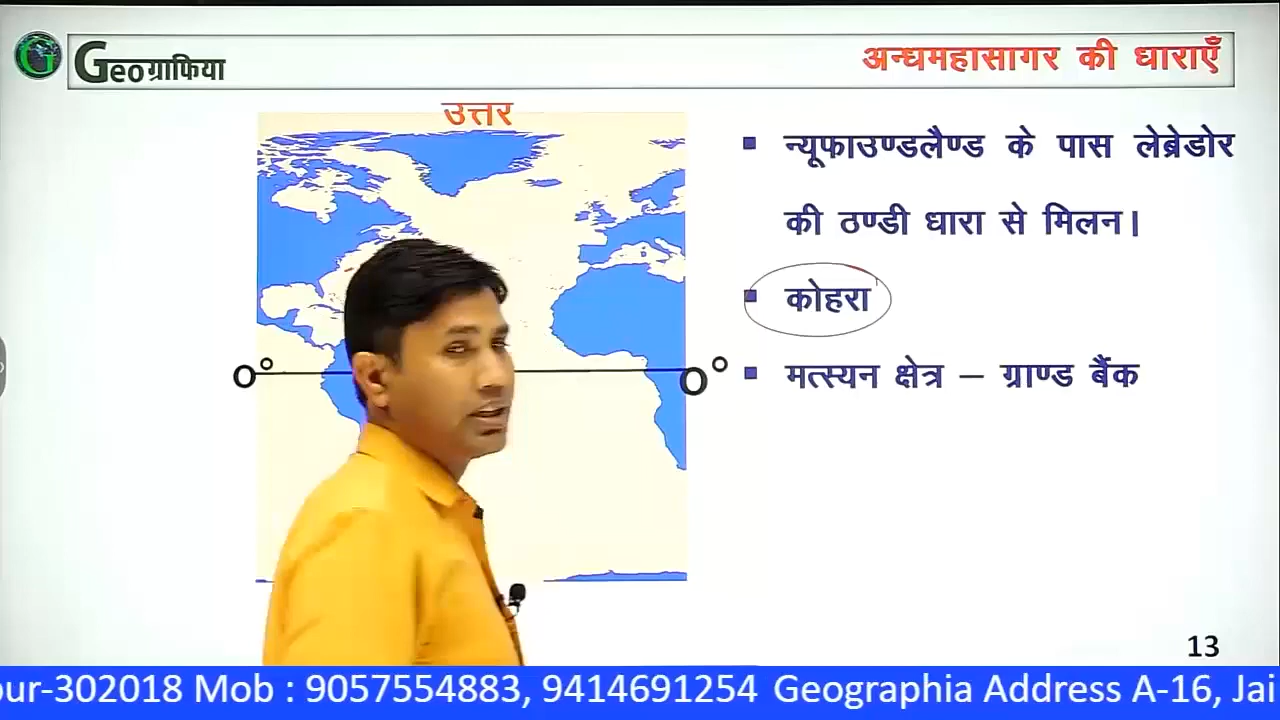 Geoग्राफिया
अन्धमहासागर की धाराएँ
उत्तर
न्यूफाउण्डलैण्ड के पास लेब्रेडोर
की ठण्डी धारा से मिलन।
कोहरा
मत्स्यन क्षेत्र – ग्राण्ड बैंक
0° 0°
13
pur-302018 Mob : 9057554883, 9414691254 Geographia Address A-16, Jai